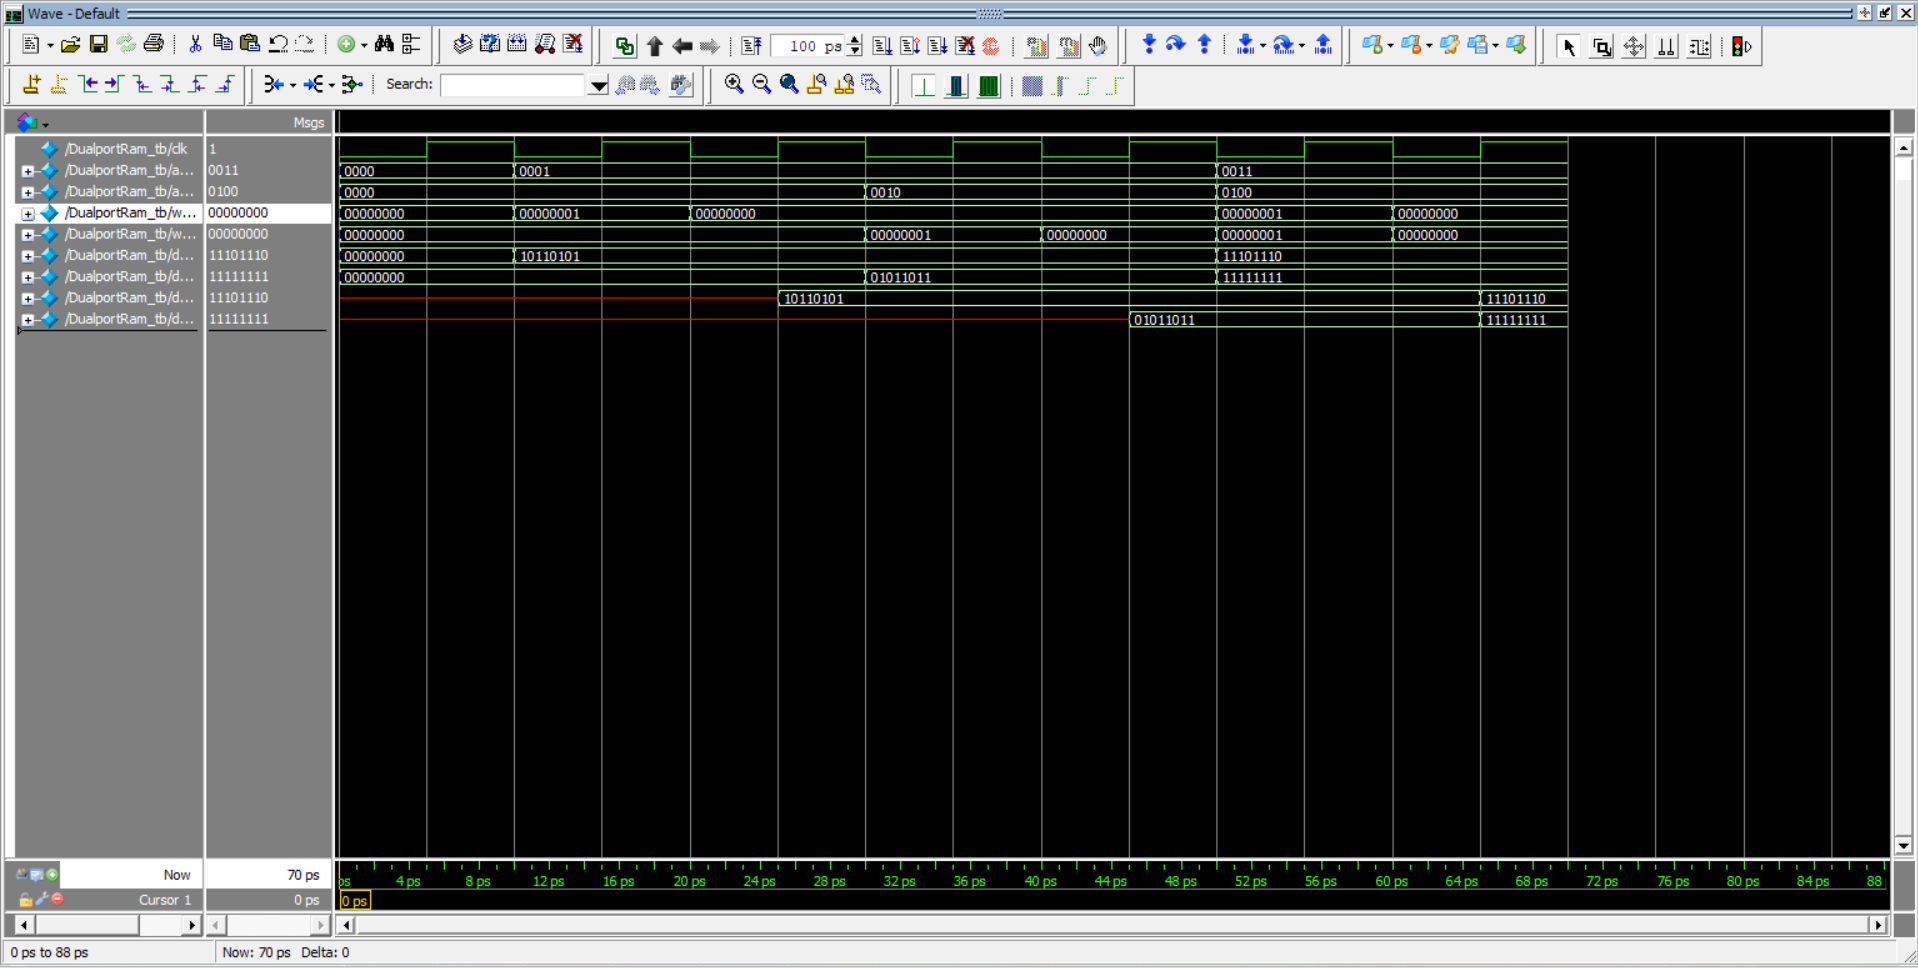 Wave - Default
100 ps
Search:
Msgs
/DualportRam_tb/clk 1
/DualportRam_tb/a... 0011 0000 0001 0011
/DualportRam_tb/a... 0100 0000 0010 0100
/DualportRam_tb/w... 00000000 00000000 00000001 00000000 00000001 00000000
/DualportRam_tb/w... 00000000 00000000 00000001 00000000 00000001 00000000
/DualportRam_tb/d... 11101110 00000000 10110101 11101110
/DualportRam_tb/d... 11111111 00000000 01011011 11111111
/DualportRam_tb/d... 11101110 10110101 11101110
/DualportRam_tb/d... 11111111 01011011 11111111
Now 70 ps ps 4 ps 8 ps 12 ps 16 ps 20 ps 24 ps 28 ps 32 ps 36 ps 40 ps 44 ps 48 ps 52 ps 56 ps 60 ps 64 ps 68 ps 72 ps 76 ps 80 ps 84 ps 88
Cursor 1 0 ps 0 ps
0 ps to 88 ps Now: 70 ps Delta: 0